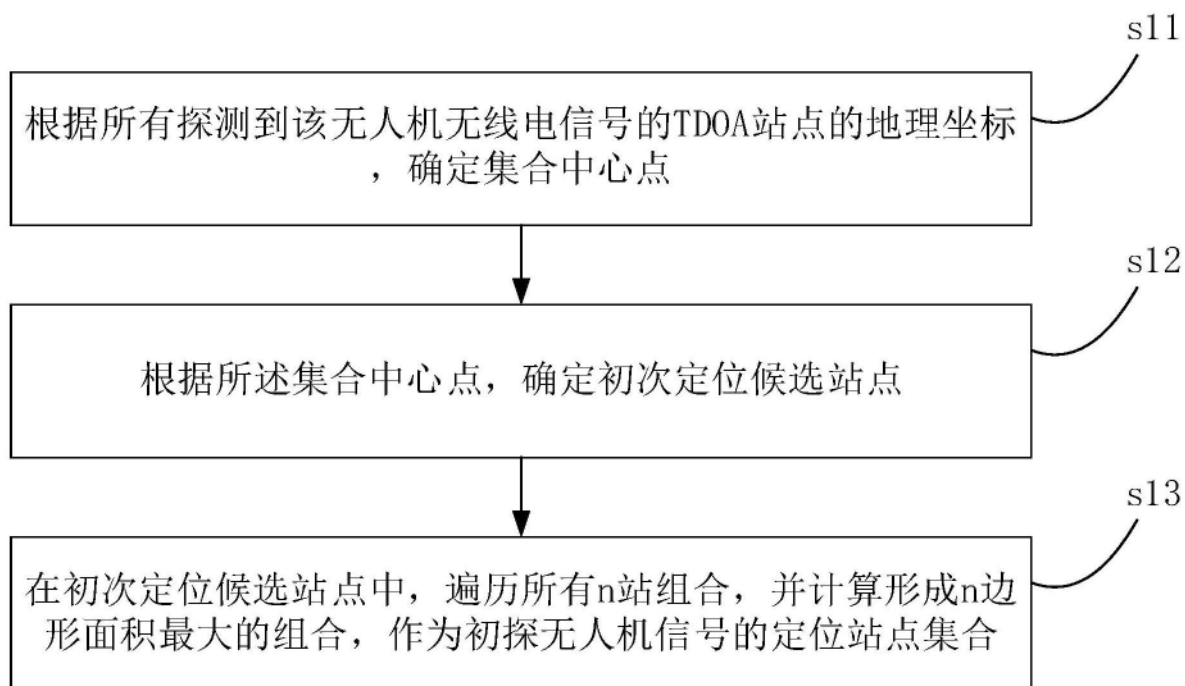 s11
根据所有探测到该无人机无线电信号的TDOA站点的地理坐标
，确定集合中心点
s12
根据所述集合中心点，确定初次定位候选站点
s13
在初次定位候选站点中，遍历所有n站组合，并计算形成n边
形面积最大的组合，作为初探无人机信号的定位站点集合